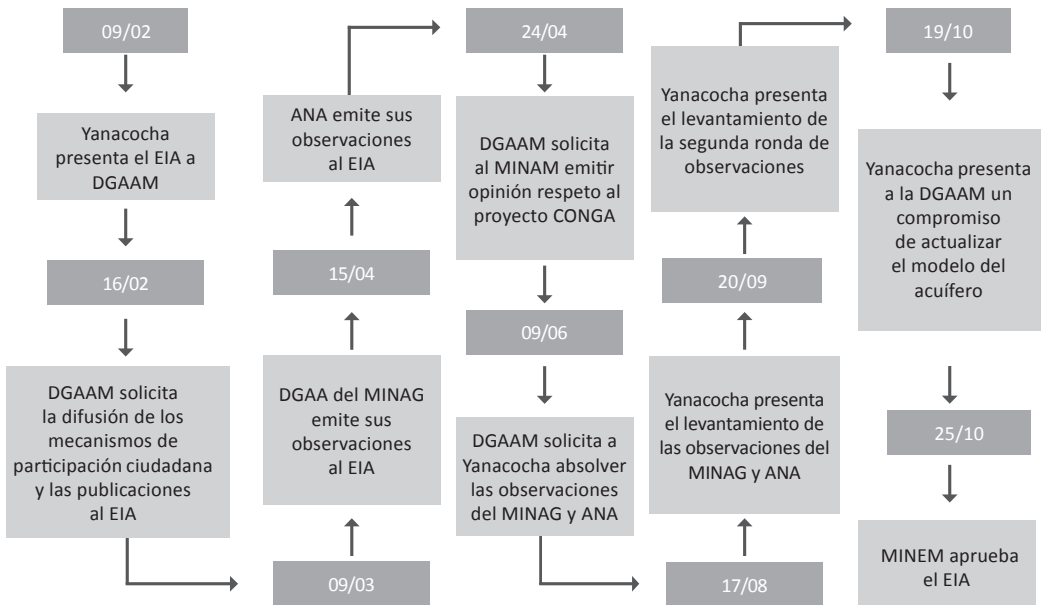 09/02
Yanacocha
presenta el EIA a
DGAAM
16/02
DGAAM solicita
la difusión de los
mecanismos de
participación ciudadana
y las publicaciones
al EIA
09/03
DGAA del MINAG
emite sus
observaciones
al EIA
15/04
ANA emite sus
observaciones
al EIA
24/04
DGAAM solicita
al MINAM emitir
opinión respeto al
proyecto CONGA
09/06
DGAAM solicita a
Yanacocha absolver
las observaciones
del MINAG y ANA
17/08
Yanacocha presenta
el levantamiento de
las observaciones del
MINAG y ANA
20/09
Yanacocha presenta
el levantamiento de
la segunda ronda de
observaciones
19/10
Yanacocha presenta
a la DGAAM un
compromiso
de actualizar
el modelo del
acuífero
25/10
MINEM aprueba
el EIA